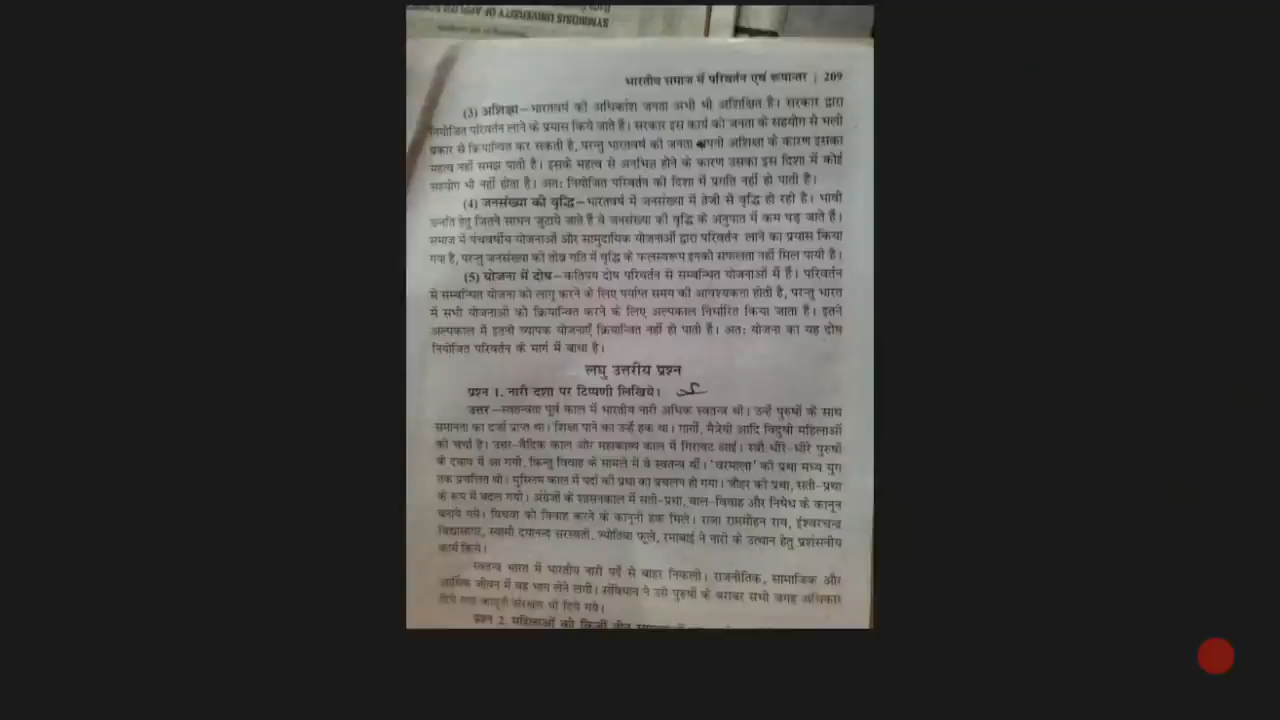 SYMBIOSIS UNIVERSITY OF APPLIED
भारतीय समाज में परिवर्तन एवं रूपान्तर | 209
(3) अशिक्षा–भारतवर्ष की अधिकांश जनता अभी भी अशिक्षित है। सरकार द्वारा
नियोजित परिवर्तन लाने के प्रयास किये जाते हैं। सरकार इस कार्य को जनता के सहयोग से भली
प्रकार से क्रियान्वित कर सकती है, परन्तु भारतवर्ष की जनता अपनी अशिक्षा के कारण इसका
महत्व नहीं समझ पाती है। इसके महत्व से अनभिज्ञ होने के कारण उसका इस दिशा में कोई
सहयोग भी नहीं होता है। अतः नियोजित परिवर्तन की दिशा में प्रगति नहीं हो पाती है।
(4) जनसंख्या की वृद्धि–भारतवर्ष में जनसंख्या में तेजी से वृद्धि हो रही है। भावी
उन्नति हेतु जितने साधन जुटाये जाते हैं वे जनसंख्या की वृद्धि के अनुपात में कम पड़ जाते हैं।
समाज में पंचवर्षीय योजनाओं और सामुदायिक योजनाओं द्वारा परिवर्तन लाने का प्रयास किया
गया है, परन्तु जनसंख्या की तीव्र गति में वृद्धि के फलस्वरूप इनको सफलता नहीं मिल पायी है।
(5) योजना में दोष–कतिपय दोष परिवर्तन से सम्बन्धित योजनाओं में हैं। परिवर्तन
से सम्बन्धित योजना को लागू करने के लिए पर्याप्त समय की आवश्यकता होती है, परन्तु भारत
में सभी योजनाओं को क्रियान्वित करने के लिए अल्पकाल निर्धारित किया जाता है। इतने
अल्पकाल में इतनी व्यापक योजनाएँ क्रियान्वित नहीं हो पाती हैं। अतः योजना का यह दोष
नियोजित परिवर्तन के मार्ग में बाधा है।
लघु उत्तरीय प्रश्न
प्रश्न 1. नारी दशा पर टिप्पणी लिखिये।
उत्तर–स्वतन्त्रता पूर्व काल में भारतीय नारी अधिक स्वतन्त्र थी। उन्हें पुरुषों के साथ
समानता का दर्जा प्राप्त था। शिक्षा पाने का उन्हें हक था। गार्गी, मैत्रेयी आदि विदुषी महिलाओं
की चर्चा है। उत्तर-वैदिक काल और महाकाव्य काल में गिरावट आई। स्त्री धीरे-धीरे पुरुषों
के दबाव में आ गयी, किन्तु विवाह के मामले में वे स्वतन्त्र थीं। 'वरमाला' की प्रथा मध्य युग
तक प्रचलित थी। मुस्लिम काल में पर्दा की प्रथा का प्रचलन हो गया। जौहर की प्रथा, सती-प्रथा
के रूप में बदल गयी। अंग्रेजों के शासनकाल में सती-प्रथा, बाल-विवाह और निषेध के कानून
बनाये गये। विधवा को विवाह करने के कानूनी हक मिले। राजा राममोहन राय, ईश्वरचन्द्र
विद्यासागर, स्वामी दयानन्द सरस्वती, ज्योतिबा फूले, रमाबाई ने नारी के उत्थान हेतु प्रशंसनीय
कार्य किये।
स्वतन्त्र भारत में भारतीय नारी पर्दे से बाहर निकली। राजनीतिक, सामाजिक और
आर्थिक जीवन में वह भाग लेने लगी। संविधान ने उसे पुरुषों के बराबर सभी जगह अधिकार
दिये तथा कानूनी संरक्षण भी दिये गये।
प्रश्न 2. महिलाओं की किन्हीं तीन